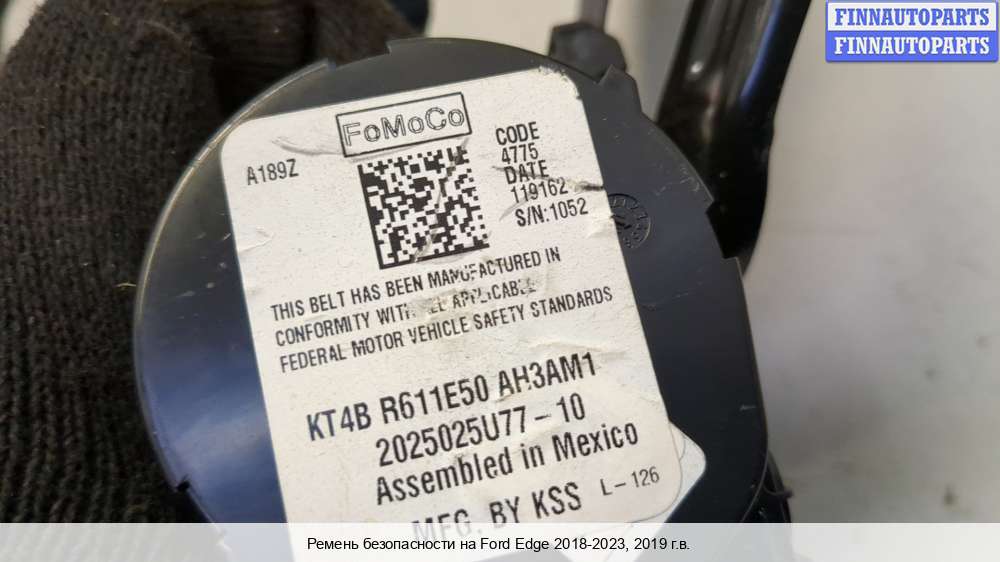 FINNAUTOPARTS
FINNAUTOPARTS
FoMoCo
A189Z
CODE
4775
DATE
119162
S/N:1052
THIS BELT HAS BEEN MANUFACTURED IN
CONFORMITY WITH ALL APPLICABLE
FEDERAL MOTOR VEHICLE SAFETY STANDARDS
KT4B R611E50 AH3AM1
2025025U77-10
Assembled in Mexico
MFG. BY KSS L-126
Ремень безопасности на Ford Edge 2018-2023, 2019 г.в.